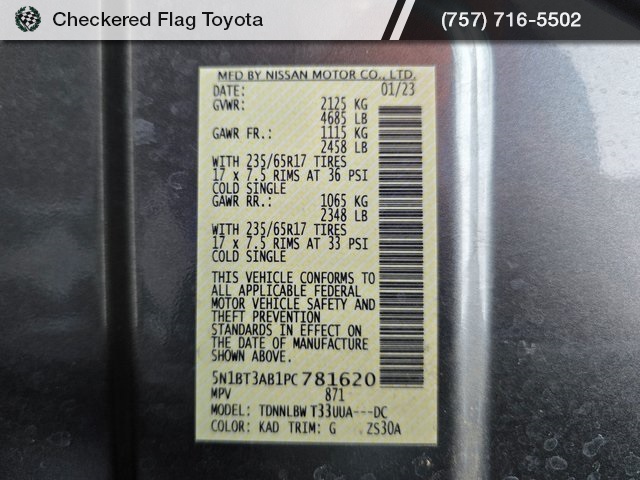 Checkered Flag Toyota
(757) 716-5502
MFD BY NISSAN MOTOR CO., LTD.
DATE: 01/23
GVWR: 2125 KG
4685 LB
GAWR FR.: 1115 KG
2458 LB
WITH 235/65R17 TIRES
17 x 7.5 RIMS AT 36 PSI
COLD SINGLE
GAWR RR.: 1065 KG
2348 LB
WITH 235/65R17 TIRES
17 x 7.5 RIMS AT 33 PSI
COLD SINGLE
THIS VEHICLE CONFORMS TO
ALL APPLICABLE FEDERAL
MOTOR VEHICLE SAFETY AND
THEFT PREVENTION
STANDARDS IN EFFECT ON
THE DATE OF MANUFACTURE
SHOWN ABOVE.
5N1BT3AB1PC781620
MPV 871
MODEL: TDNNLBW T33UUA---DC
COLOR: KAD TRIM: G ZS30A